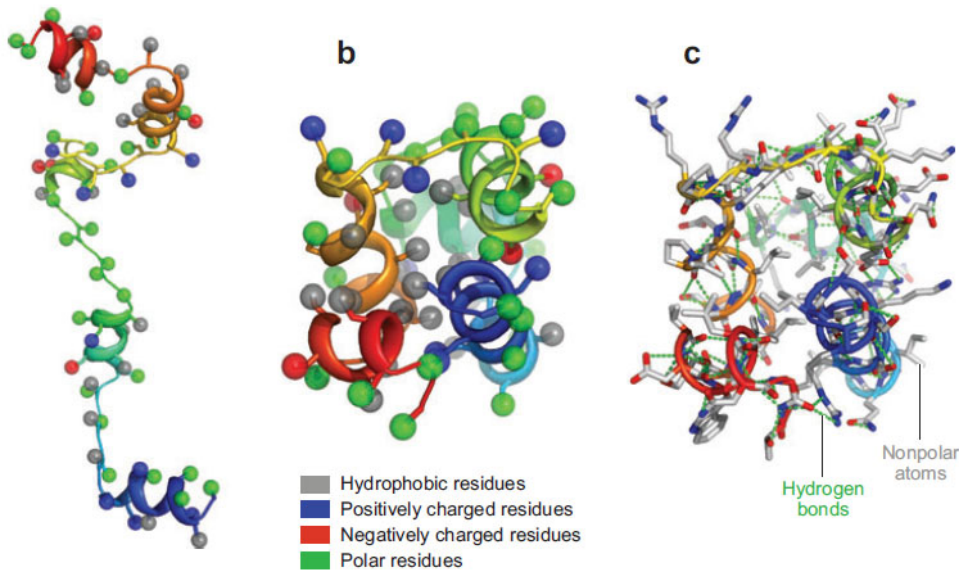 b
c
Hydrophobic residues
Positively charged residues
Negatively charged residues
Polar residues
Nonpolar
atoms
Hydrogen
bonds